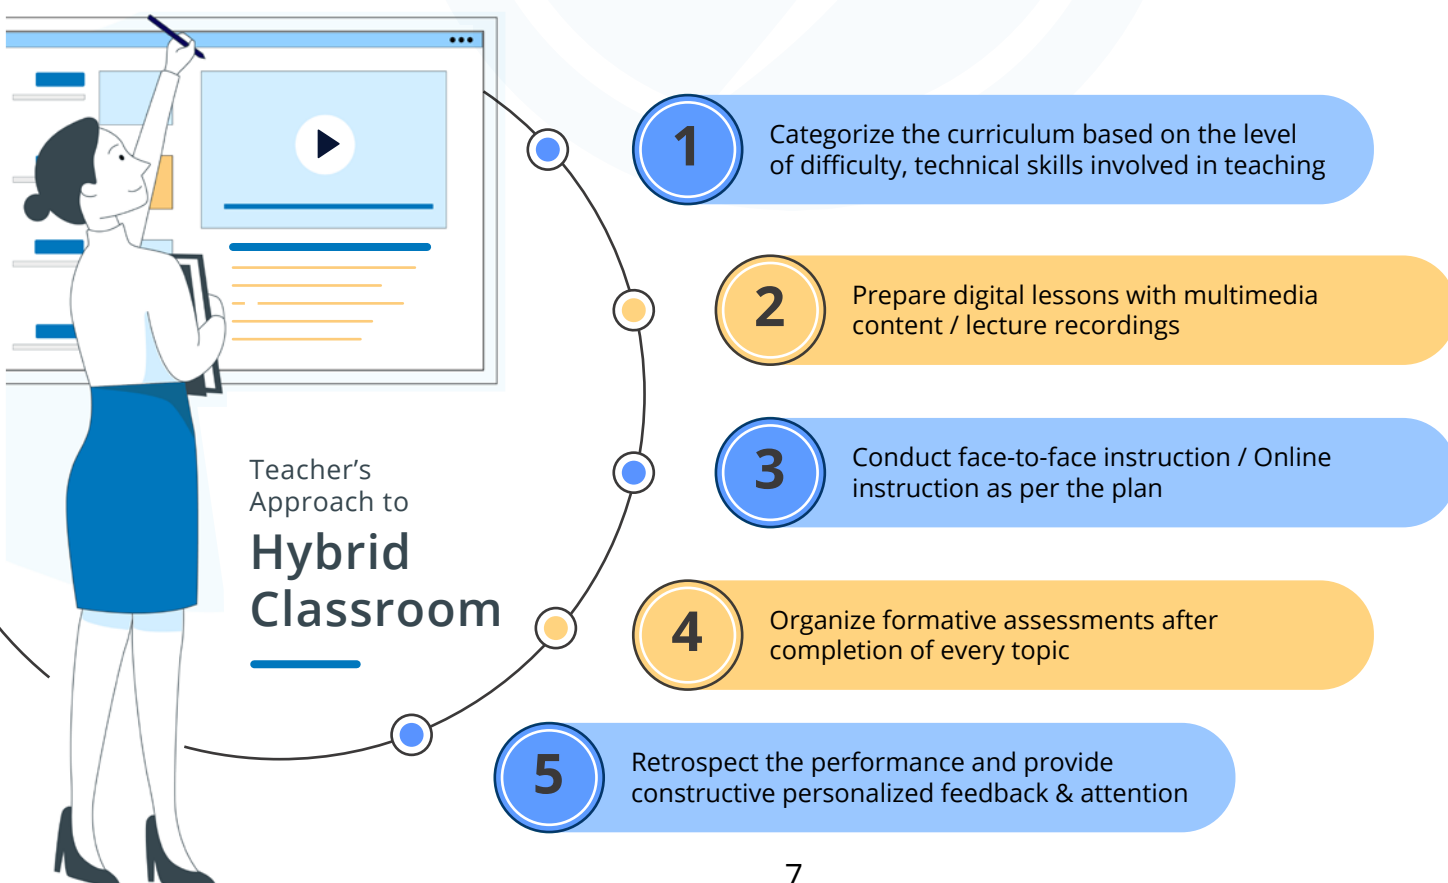 Teacher’s
Approach to
Hybrid
Classroom
1
Categorize the curriculum based on the level
of difficulty, technical skills involved in teaching
2
Prepare digital lessons with multimedia
content / lecture recordings
3
Conduct face-to-face instruction / Online
instruction as per the plan
4
Organize formative assessments after
completion of every topic
5
Retrospect the performance and provide
constructive personalized feedback & attention
7